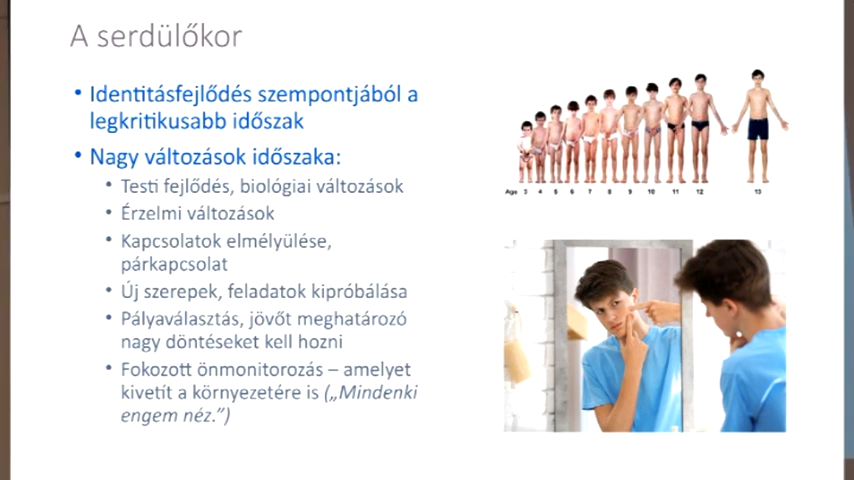 A serdülőkor
• Identitásfejlődés szempontjából a
legkritikusabb időszak
• Nagy változások időszaka:
• Testi fejlődés, biológiai változások
• Érzelmi változások
• Kapcsolatok elmélyülése,
párkapcsolat
• Új szerepek, feladatok kipróbálása
• Pályaválasztás, jövőt meghatározó
nagy döntéseket kell hozni
• Fokozott önmonitorozás – amelyet
kivetít a környezetére is („Mindenki
engem néz.”)
Age 3 4 5 6 7 8 9 10 11 12 13